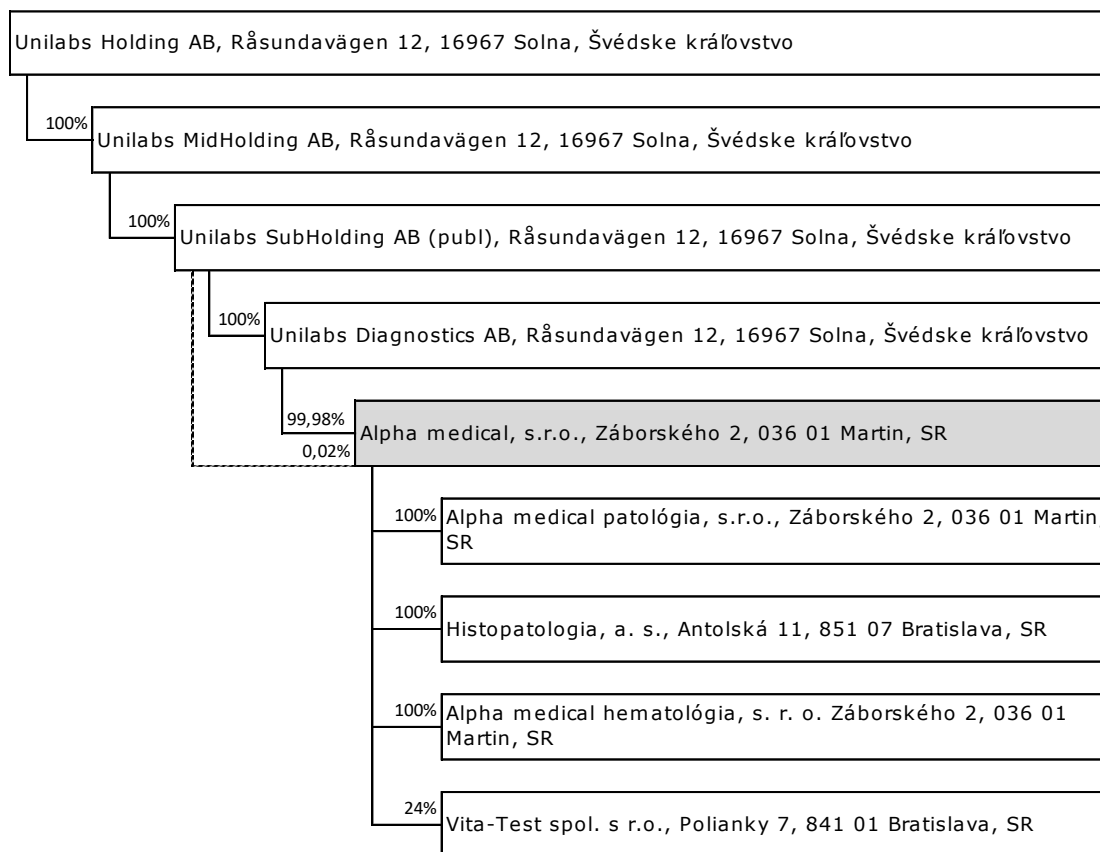 Unilabs Holding AB, Råsundavägen 12, 16967 Solna, Švédske kráľovstvo
100%
Unilabs MidHolding AB, Råsundavägen 12, 16967 Solna, Švédske kráľovstvo
100%
Unilabs SubHolding AB (publ), Råsundavägen 12, 16967 Solna, Švédske kráľovstvo
100%
Unilabs Diagnostics AB, Råsundavägen 12, 16967 Solna, Švédske kráľovstvo
99,98%
Alpha medical, s.r.o., Záborského 2, 036 01 Martin, SR
0,02%
100%
Alpha medical patológia, s.r.o., Záborského 2, 036 01 Martin,
SR
100%
Histopatologia, a. s., Antolská 11, 851 07 Bratislava, SR
100%
Alpha medical hematológia, s. r. o. Záborského 2, 036 01
Martin, SR
24%
Vita-Test spol. s r.o., Polianky 7, 841 01 Bratislava, SR